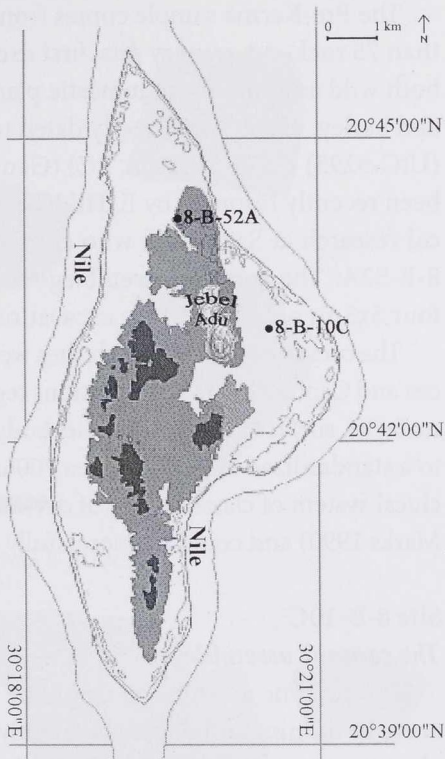 0 1 km
N
20°45'00"N
8-B-52A
Nile
Jebel
Adu
8-B-10C
20°42'00"N
Nile
30°18'00"E
30°21'00"E
20°39'00"N